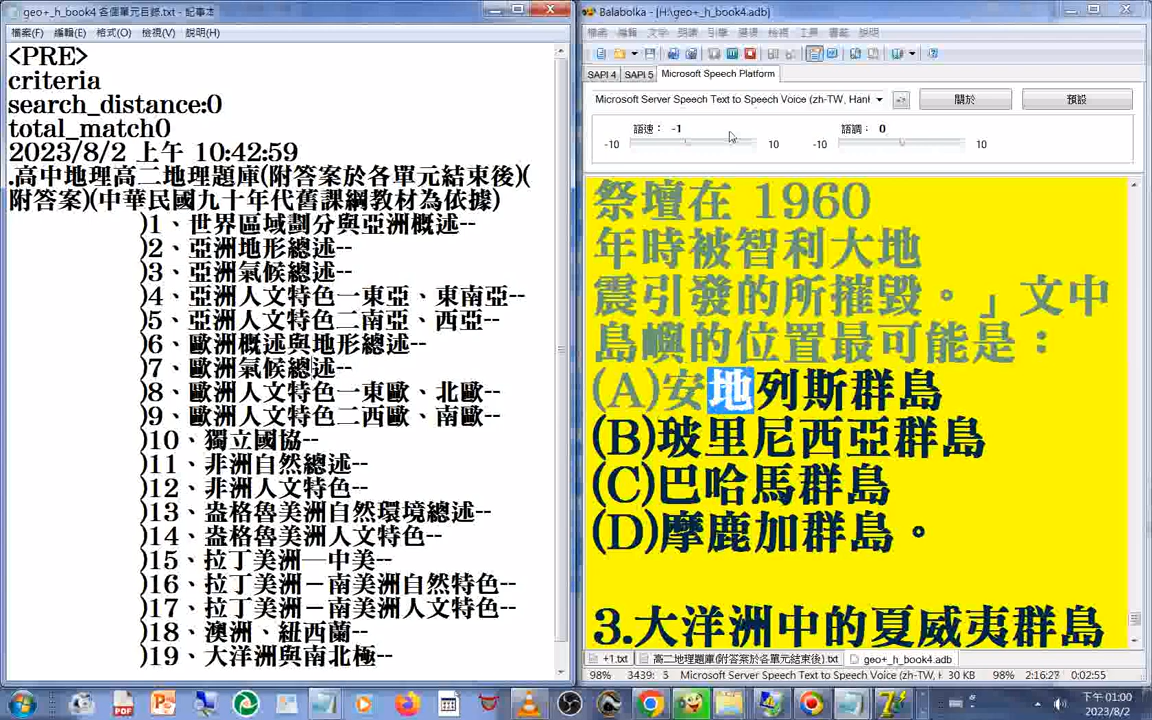 geo+_h_book4 各個單元目錄.txt - 記事本
檔案(F) 編輯(E) 格式(O) 檢視(V) 說明(H)
<PRE>
criteria
search_distance:0
total_match0
2023/8/2 上午 10:42:59
.高中地理高二地理題庫(附答案於各單元結束後)(
附答案)(中華民國九十年代舊課綱教材為依據)
)1、世界區域劃分與亞洲概述--
)2、亞洲地形總述--
)3、亞洲氣候總述--
)4、亞洲人文特色一東亞、東南亞--
)5、亞洲人文特色二南亞、西亞--
)6、歐洲概述與地形總述--
)7、歐洲氣候總述--
)8、歐洲人文特色一東歐、北歐--
)9、歐洲人文特色二西歐、南歐--
)10、獨立國協--
)11、非洲自然總述--
)12、非洲人文特色--
)13、盎格魯美洲自然環境總述--
)14、盎格魯美洲人文特色--
)15、拉丁美洲─中美--
)16、拉丁美洲－南美洲自然特色--
)17、拉丁美洲－南美洲人文特色--
)18、澳洲、紐西蘭--
)19、大洋洲與南北極--
Balabolka - [H:\geo+_h_book4.adb]
檔案 編輯 文字 朗讀 引擎 選項 檢視 工具 書籤 說明
SAPI 4 SAPI 5 Microsoft Speech Platform
Microsoft Server Speech Text to Speech Voice (zh-TW, Hanl 關於 預設
語速： -1 語調： 0
-10 10 -10 10
祭壇在 1960
年時被智利大地
震引發的所摧毀。」文中
島嶼的位置最可能是：
(A)安地列斯群島
(B)玻里尼西亞群島
(C)巴哈馬群島
(D)摩鹿加群島。
3.大洋洲中的夏威夷群島
+1.txt 高二地理題庫(附答案於各單元結束後).txt geo+_h_book4.adb
98% 3439: 3 Microsoft Server Speech Text to Speech Voice (zh-TW, H 30 KB 98% 2:16:27 0:02:55
下午 01:00
2023/8/2